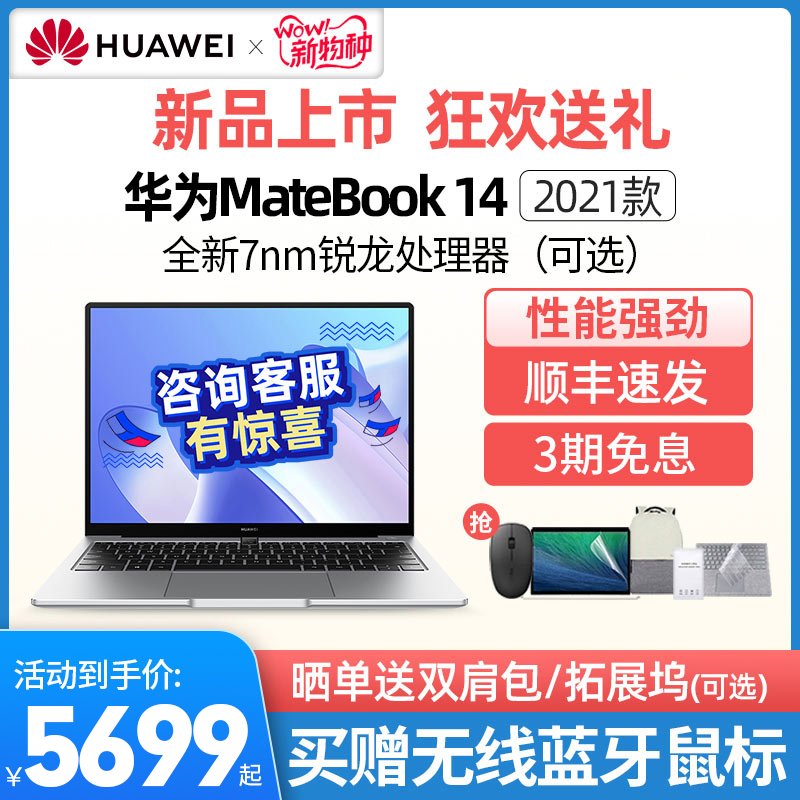 HUAWEI × WOW!新物种
新品上市 狂欢送礼
华为MateBook 14 2021款
全新7nm锐龙处理器（可选）
性能强劲
顺丰速发
3期免息
咨询客服
有惊喜
HUAWEI
抢
活动到手价:
¥5699起
晒单送双肩包/拓展坞(可选)
买赠无线蓝牙鼠标